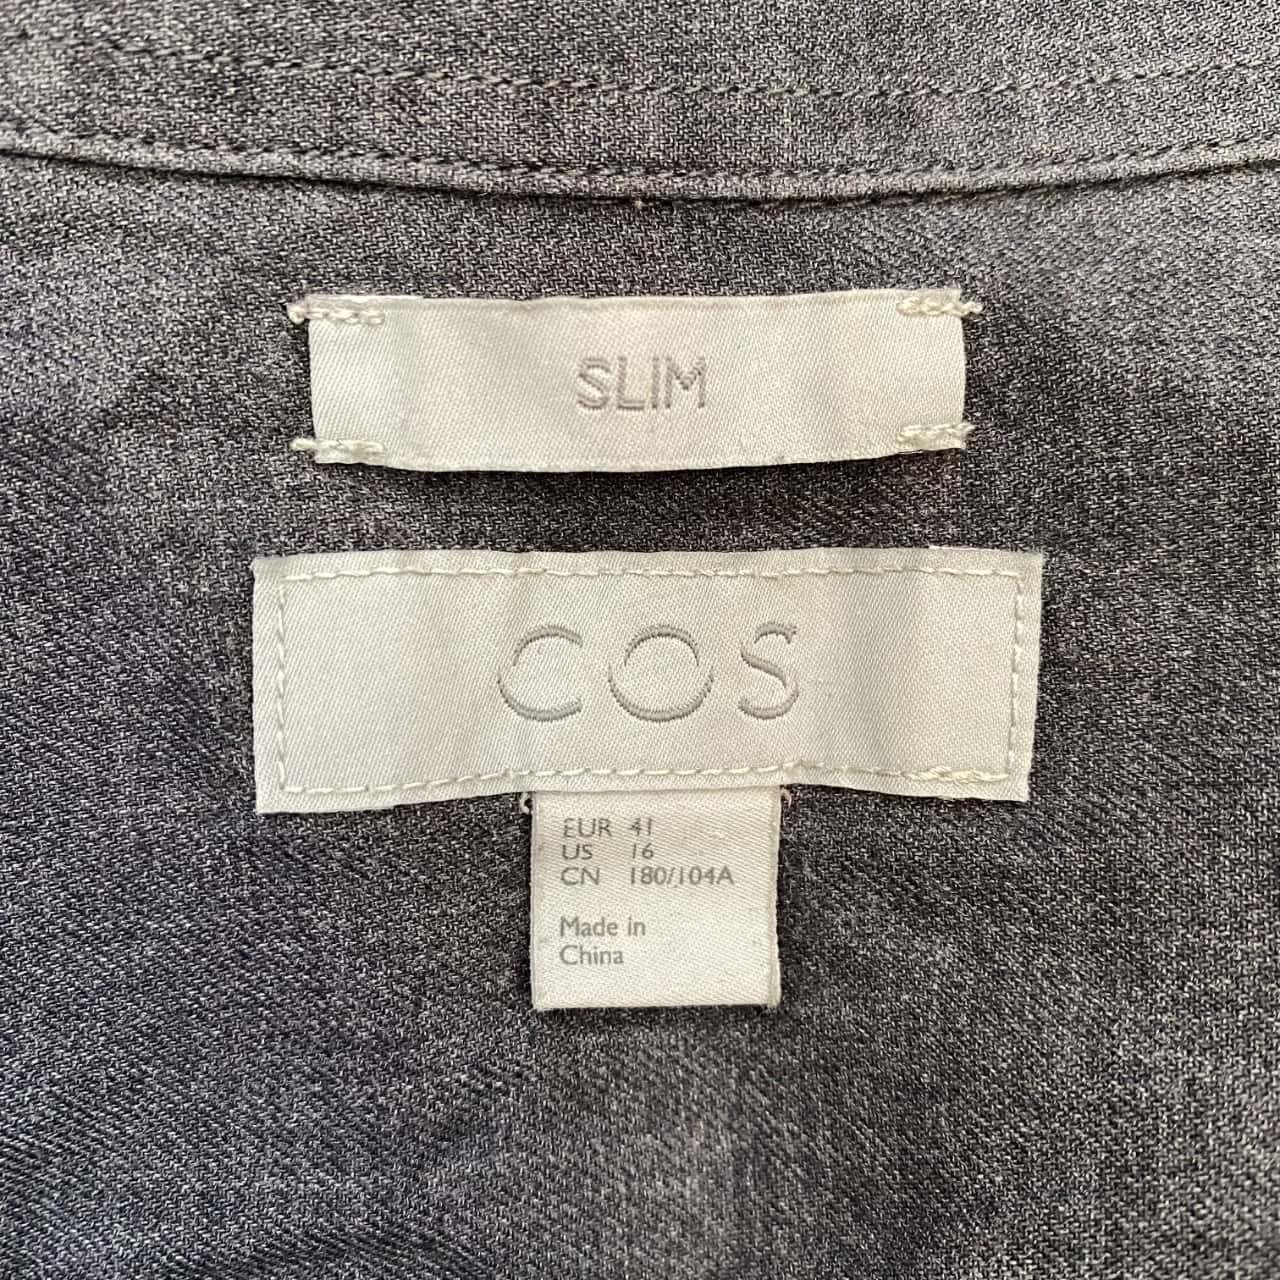 SLIM
COS
EUR 41
US 16
CN 180/104A
Made in
China